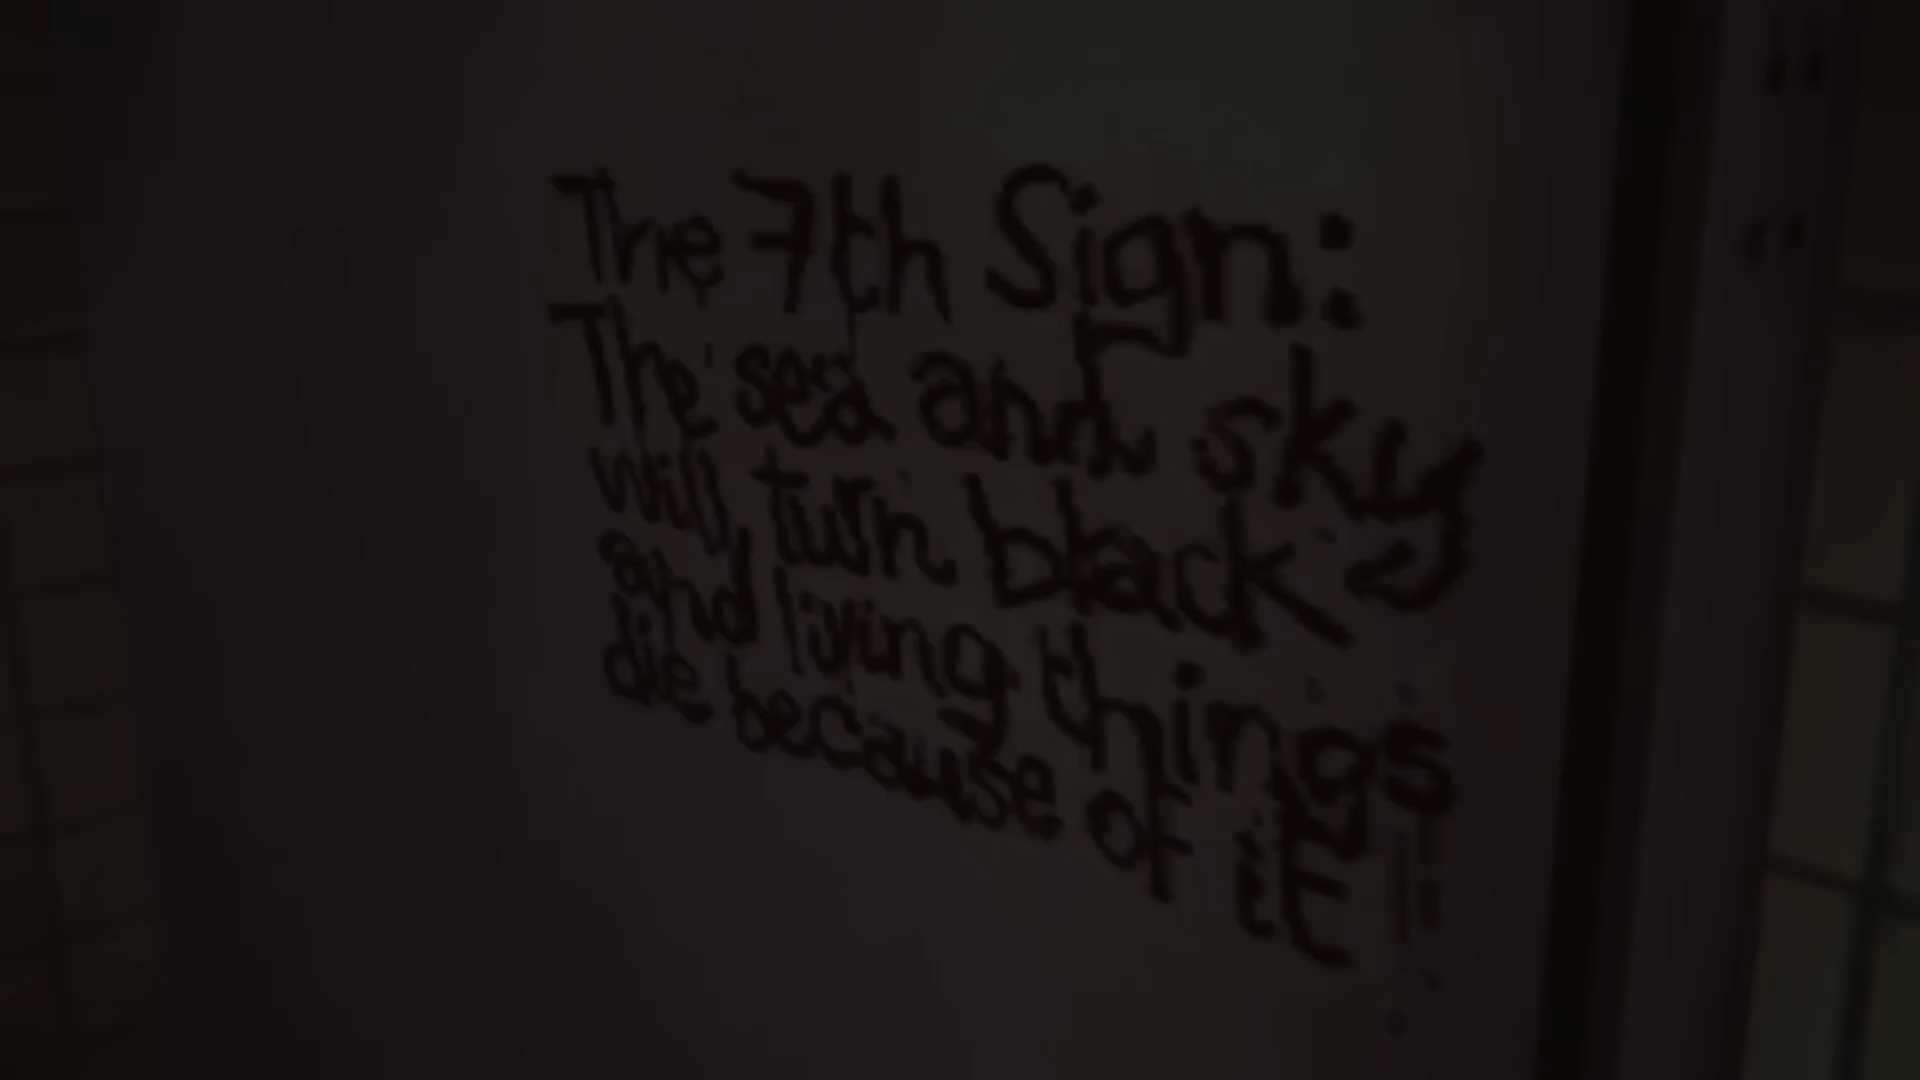 The 7th Sign:
The sea and sky
will turn black
and living things
die because of it